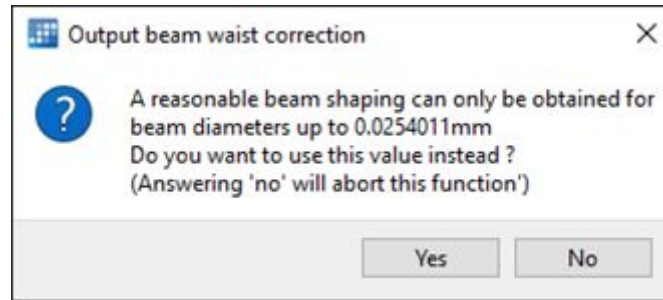 Output beam waist correction
A reasonable beam shaping can only be obtained for
beam diameters up to 0.0254011mm
Do you want to use this value instead ?
(Answering 'no' will abort this function')
Yes No